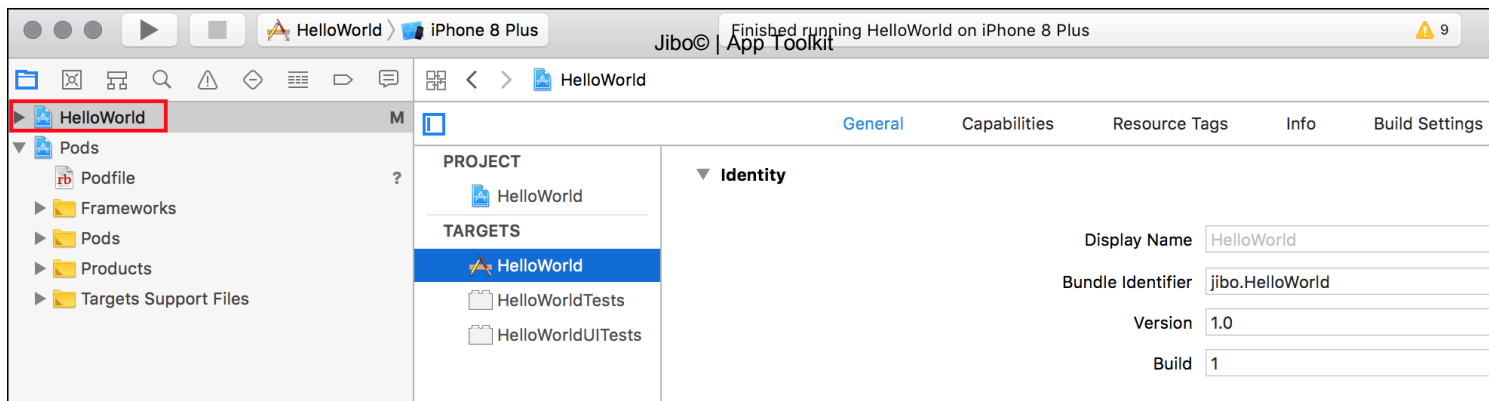 HelloWorld 〉 iPhone 8 Plus
Finished running HelloWorld on iPhone 8 Plus
9
Jibo© | App Toolkit
HelloWorld
HelloWorld M
General Capabilities Resource Tags Info Build Settings
Pods
rb Podfile ?
Frameworks
Pods
Products
Targets Support Files
PROJECT
HelloWorld
TARGETS
HelloWorld
HelloWorldTests
HelloWorldUITests
Identity
Display Name HelloWorld
Bundle Identifier jibo.HelloWorld
Version 1.0
Build 1